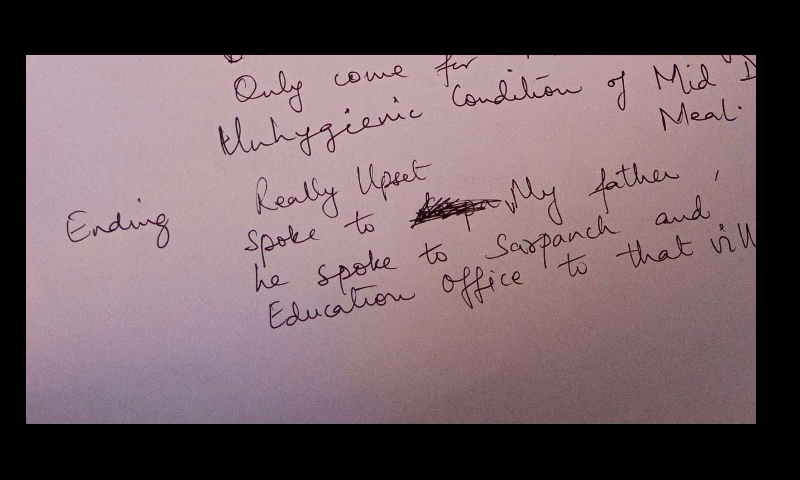 Only come for
Unhygienic Condition of Mid
Meal.
Really Upset
Ending spoke to My father,
he spoke to Sarpanch and
Education Office to that